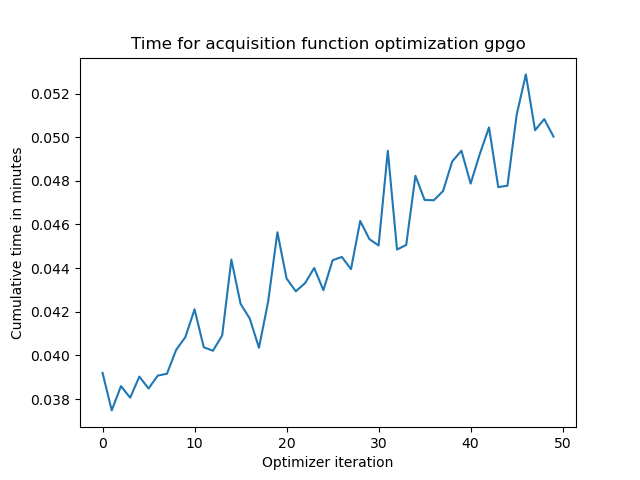 Time for acquisition function optimization gpgo
Cumulative time in minutes
0.052
0.050
0.048
0.046
0.044
0.042
0.040
0.038
0 10 20 30 40 50
Optimizer iteration